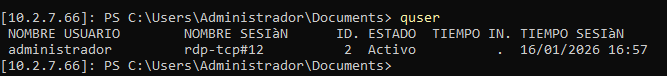 [10.2.7.66]: PS C:\Users\Administrador\Documents> quser
NOMBRE USUARIO NOMBRE SESIàN ID. ESTADO TIEMPO IN. TIEMPO SESIàN
administrador rdp-tcp#12 2 Activo . 16/01/2026 16:57
[10.2.7.66]: PS C:\Users\Administrador\Documents>